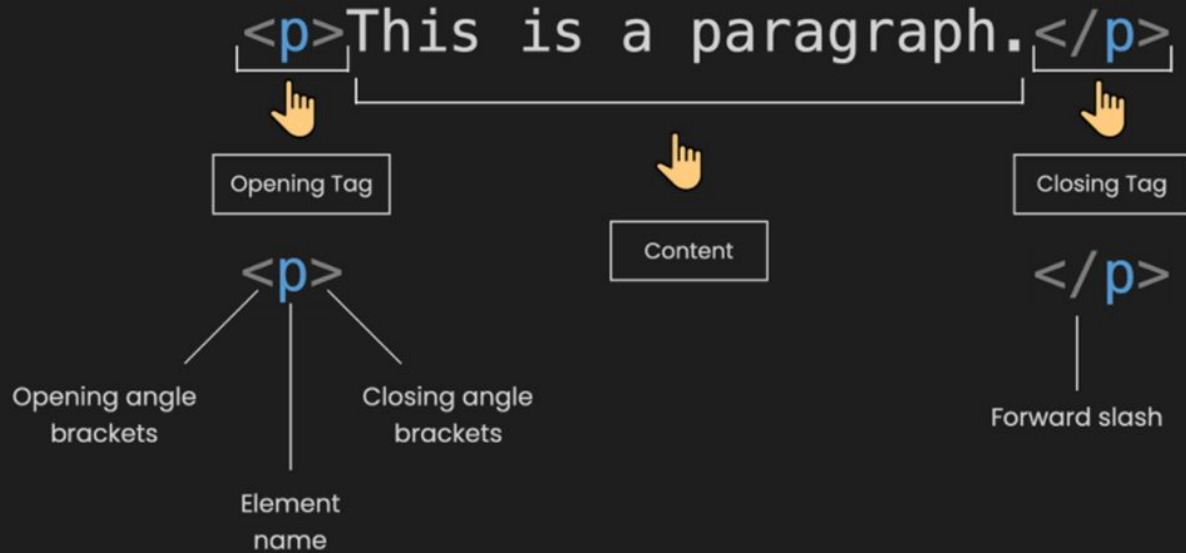 <p>This is a paragraph.</p>
Opening Tag
Content
Closing Tag
<p>
</p>
Opening angle
brackets
Closing angle
brackets
Element
name
Forward slash